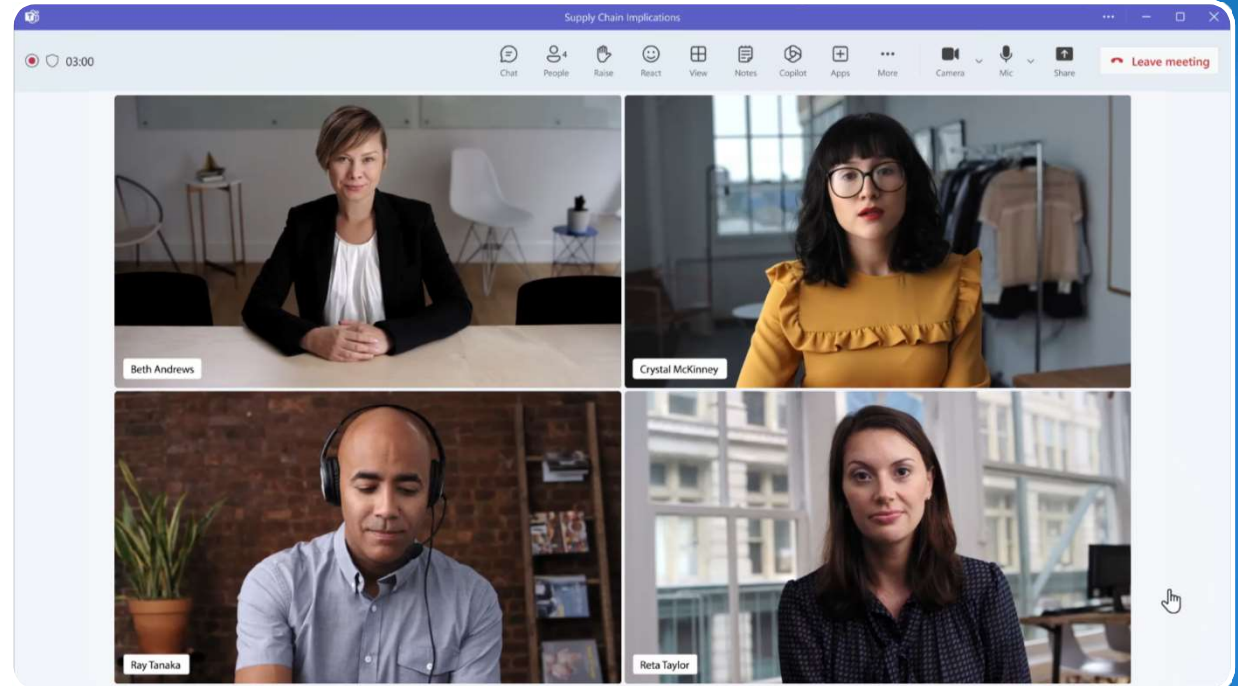 Supply Chain Implications
03:00
Chat
4
People
Raise
React
View
Notes
Copilot
Apps
More
Camera
Mic
Share
Leave meeting
Beth Andrews
Crystal McKinney
Ray Tanaka
Reta Taylor